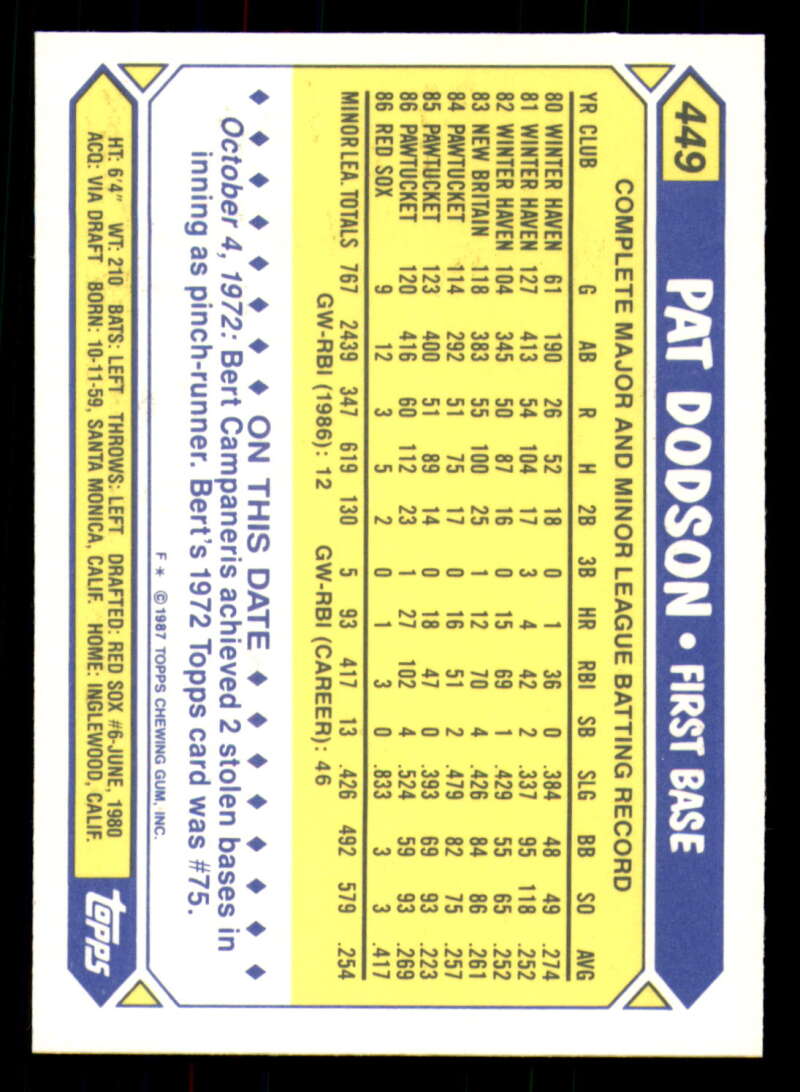 449
PAT DODSON • FIRST BASE
COMPLETE MAJOR AND MINOR LEAGUE BATTING RECORD
YR CLUB G AB R H 2B 3B HR RBI SB SLG BB SO AVG
80 WINTER HAVEN 61 190 26 52 18 0 1 36 0 .384 48 49 .274
81 WINTER HAVEN 127 413 54 104 17 3 4 42 2 .337 95 118 .252
82 WINTER HAVEN 104 345 50 87 16 0 15 69 1 .429 55 65 .252
83 NEW BRITAIN 118 383 55 100 25 1 12 70 4 .426 84 86 .261
84 PAWTUCKET 114 292 51 75 17 0 16 51 2 .479 82 75 .257
85 PAWTUCKET 123 400 51 89 14 0 18 47 0 .393 69 93 .223
86 PAWTUCKET 120 416 60 112 23 1 27 102 4 .524 59 93 .269
86 RED SOX 9 12 3 5 2 0 1 3 0 .833 3 3 .417
MINOR LEA. TOTALS 767 2439 347 619 130 5 93 417 13 .426 492 579 .254
GW-RBI (1986): 12 GW-RBI (CAREER): 46
ON THIS DATE
October 4, 1972: Bert Campaneris achieved 2 stolen bases in
inning as pinch-runner. Bert's 1972 Topps card was #75.
F * © 1987 TOPPS CHEWING GUM, INC.
HT: 6'4" WT: 210 BATS: LEFT THROWS: LEFT DRAFTED: RED SOX #6-JUNE, 1980
ACQ: VIA DRAFT BORN: 10-11-59, SANTA MONICA, CALIF. HOME: INGLEWOOD, CALIF.
topps